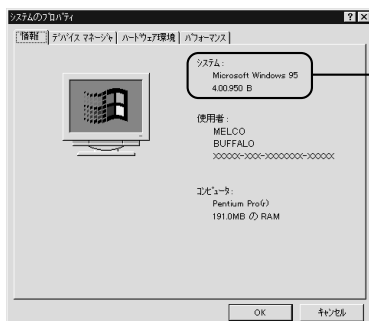 システムのプロパティ
情報 デバイス マネージャ ハードウェア環境 パフォーマンス
システム:
Microsoft Windows 95
4.00.950 B
使用者:
MELCO
BUFFALO
XXXXX-XXX-XXXXXXX-XXXXX
コンピュータ:
Pentium Pro(r)
191.0MB の RAM
OK キャンセル